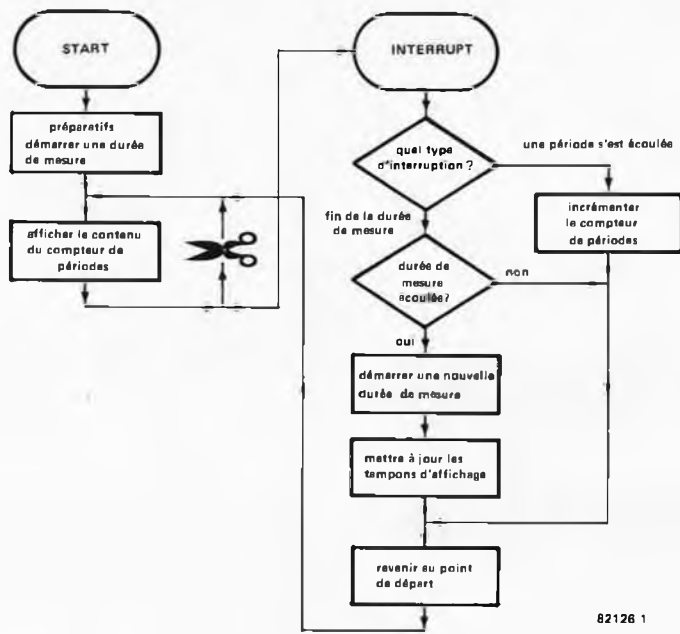 START
préparatifs
démarrer une durée
de mesure
afficher le contenu
du compteur de
périodes
INTERRUPT
quel type
d'interruption ?
une période s'est écoulée
incrémenter
le compteur
de périodes
fin de la durée
de mesure
durée de
mesure
écoulée?
non
oui
démarrer une nouvelle
durée de mesure
mettre à jour les
tampons d'affichage
revenir au point
de départ
82126 1